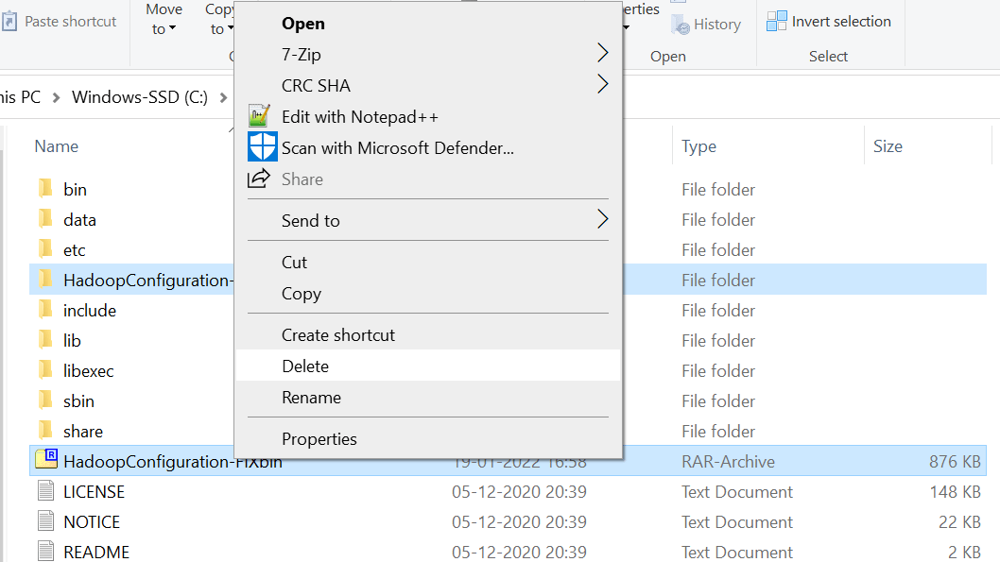 Paste shortcut
Move
to
Copy
to
erties
History
Open
Invert selection
Select
Open
7-Zip
CRC SHA
Edit with Notepad++
Scan with Microsoft Defender...
Share
Send to
Cut
Copy
Create shortcut
Delete
Rename
Properties
his PC > Windows-SSD (C:) >
Name Type Size
bin File folder
data File folder
etc File folder
HadoopConfiguration- File folder
include File folder
lib File folder
libexec File folder
sbin File folder
share File folder
HadoopConfiguration-FIXbin 19-01-2022 16:58 RAR-Archive 876 KB
LICENSE 05-12-2020 20:39 Text Document 148 KB
NOTICE 05-12-2020 20:39 Text Document 22 KB
README 05-12-2020 20:39 Text Document 2 KB